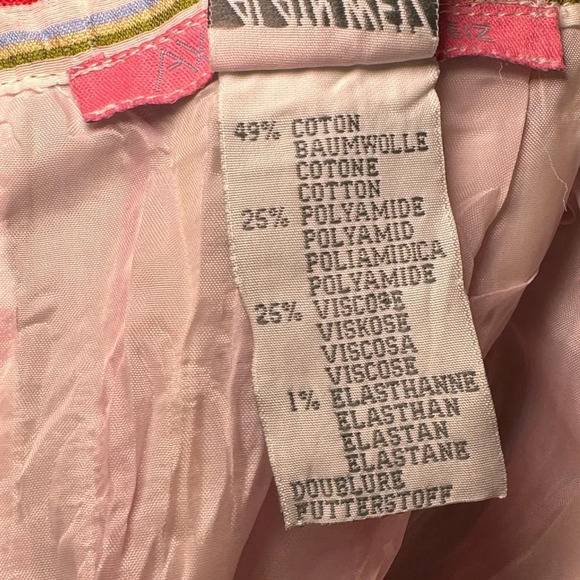 49% COTON
BAUMWOLLE
COTONE
COTTON
25% POLYAMIDE
POLYAMID
POLIAMIDICA
POLYAMIDE
25% VISCOSE
VISKOSE
VISCOSA
VISCOSE
1% ELASTHANNE
ELASTHAN
ELASTAN
ELASTANE
DOUBLURE
FUTTERSTOFF